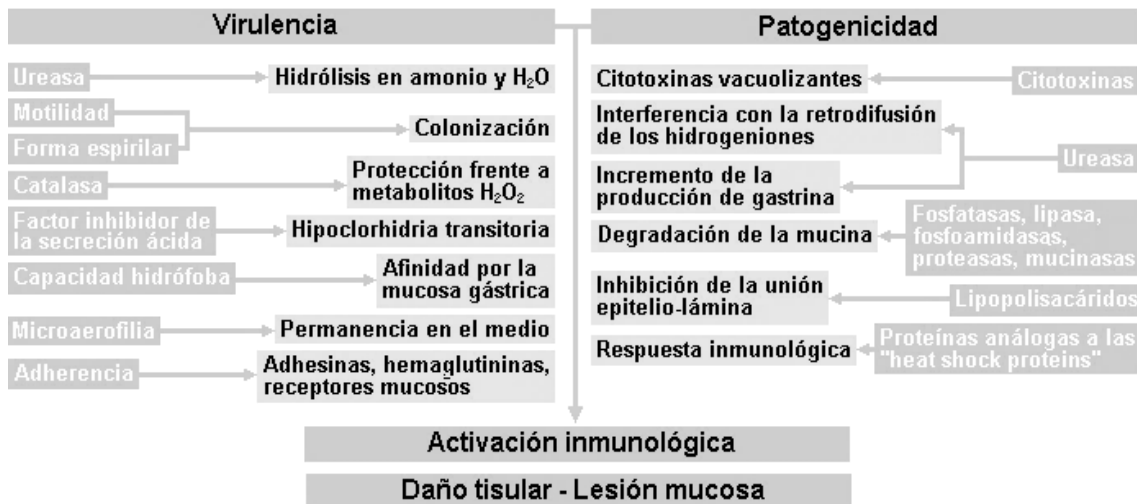 Virulencia
Ureasa
Hidrólisis en amonio y H₂O
Motilidad
Forma espirilar
Colonización
Catalasa
Protección frente a
metabolitos H₂O₂
Factor inhibidor de
la secreción ácida
Hipoclorhidria transitoria
Capacidad hidrófoba
Afinidad por la
mucosa gástrica
Microaerofilia
Permanencia en el medio
Adherencia
Adhesinas, hemaglutininas,
receptores mucosos
Patogenicidad
Citotoxinas vacuolizantes
Citotoxinas
Interferencia con la retrodifusión
de los hidrogeniones
Incremento de la
producción de gastrina
Ureasa
Degradación de la mucina
Fosfatasas, lipasa,
fosfoamidasas,
proteasas, mucinasas
Inhibición de la unión
epitelio-lámina
Lipopolisacáridos
Respuesta inmunológica
Proteínas análogas a las
"heat shock proteins"
Activación inmunológica
Daño tisular - Lesión mucosa